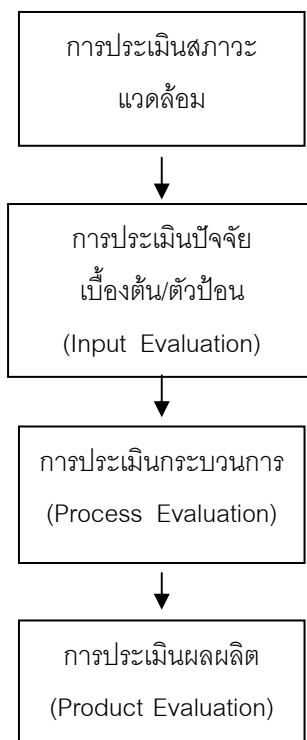 การประเมินสภาวะ
แวดล้อม
การประเมินปัจจัย
เบื้องต้น/ตัวป้อน
(Input Evaluation)
การประเมินกระบวนการ
(Process Evaluation)
การประเมินผลผลิต
(Product Evaluation)